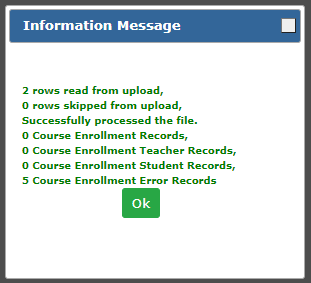 Information Message
2 rows read from upload,
0 rows skipped from upload,
Successfully processed the file.
0 Course Enrollment Records,
0 Course Enrollment Teacher Records,
0 Course Enrollment Student Records,
5 Course Enrollment Error Records
Ok